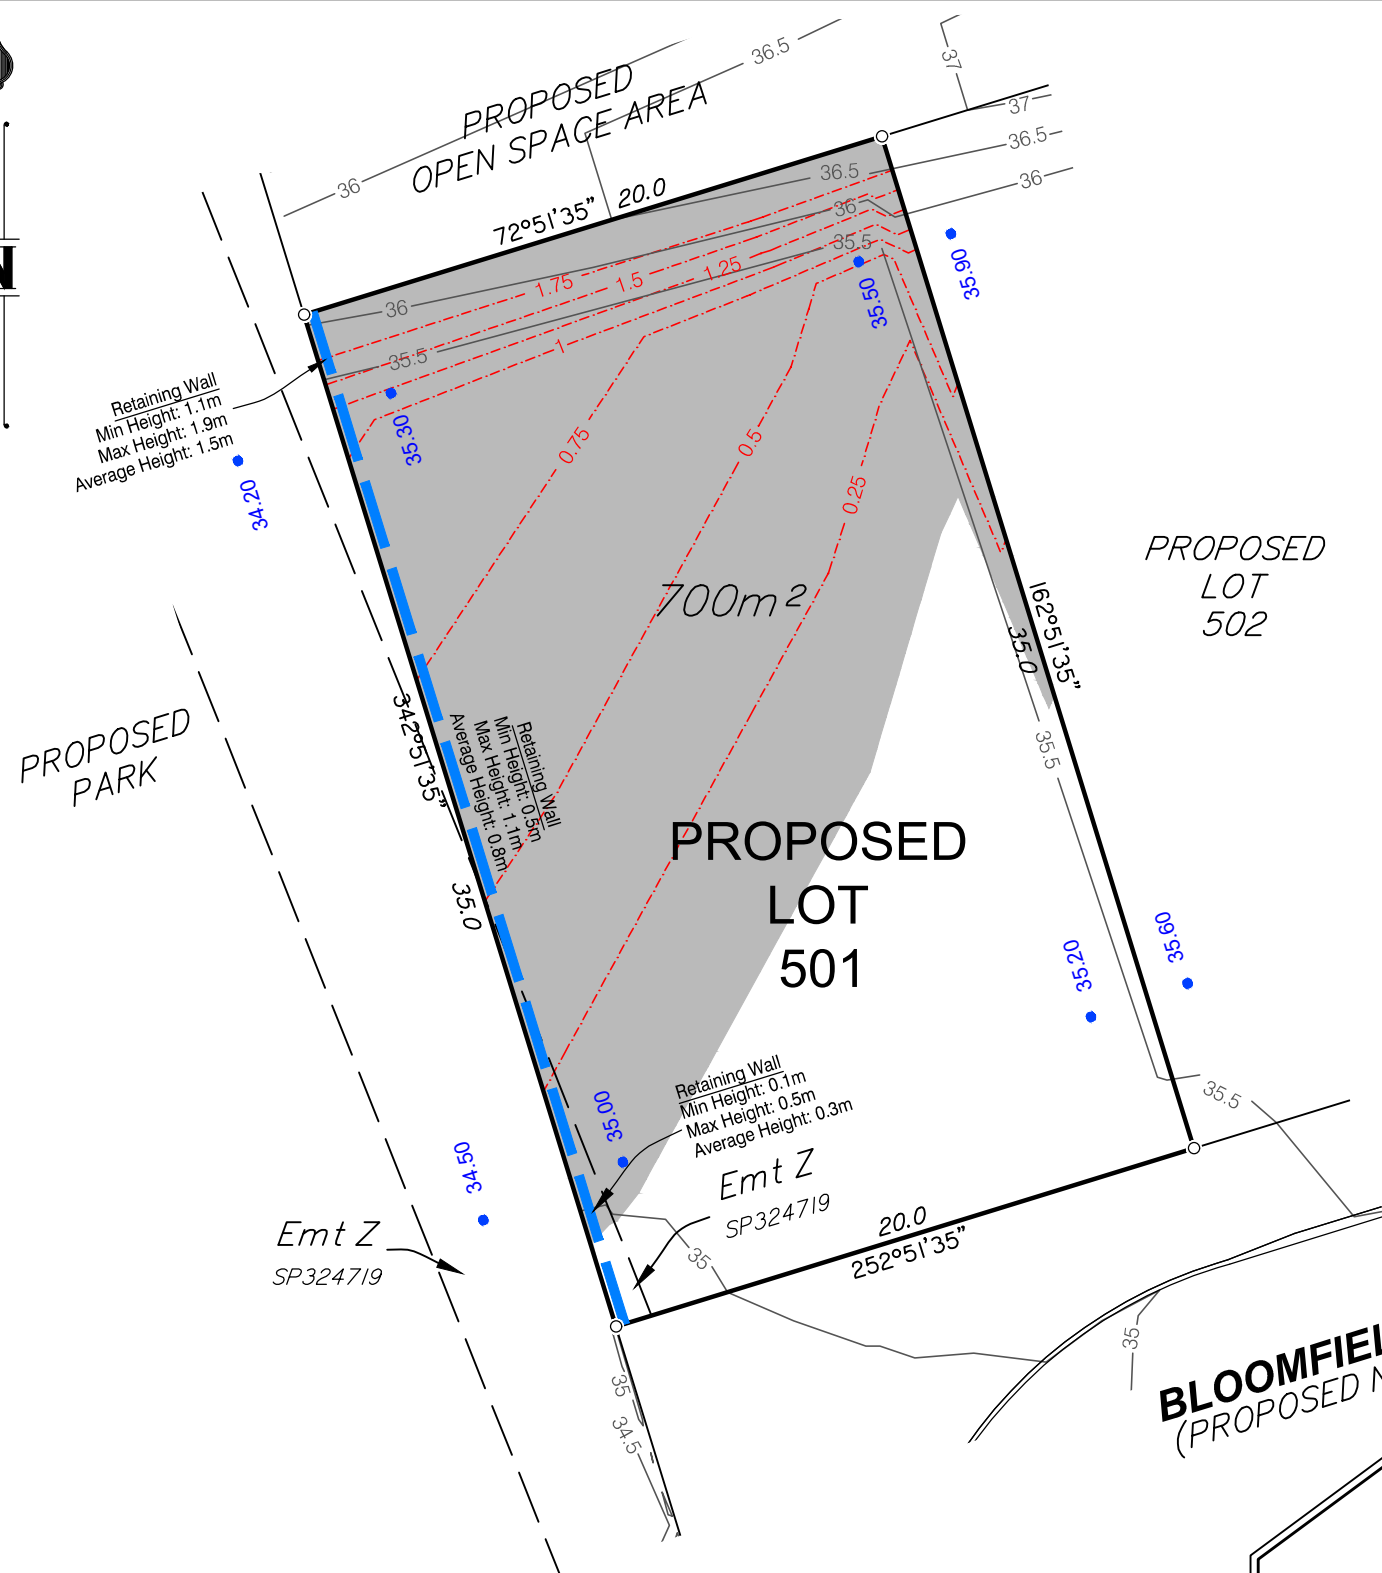 PROPOSED
OPEN SPACE AREA
36.5
37
37
36.5
36
36
72°51'35"
20.0
36.5
36
35.5
36
35.5
1.75
1.5
1.25
1
0.75
0.5
0.25
N
Retaining Wall
Min Height: 1.1m
Max Height: 1.9m
Average Height: 1.5m
34.20
35.30
35.50
35.90
700m²
PROPOSED
LOT
502
162°51'35"
35.0
35.5
PROPOSED
PARK
342°51'35"
35.0
Retaining Wall
Min Height: 0.5m
Max Height: 1.1m
Average Height: 0.8m
PROPOSED
LOT
501
35.20
35.60
35.5
Retaining Wall
Min Height: 0.1m
Max Height: 0.5m
Average Height: 0.3m
35.00
34.50
Emt Z
SP324719
Emt Z
SP324719
20.0
252°51'35"
35
35
35
34.5
BLOOMFIEL
(PROPOSED N